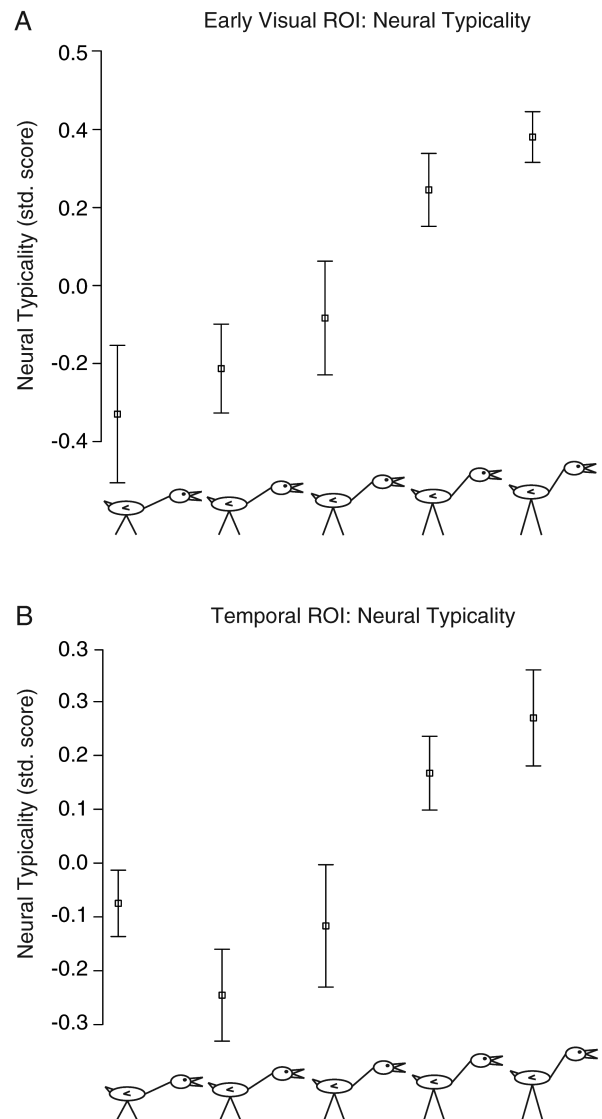 A
Early Visual ROI: Neural Typicality
Neural Typicality (std. score)
0.5
0.4
0.2
0.0
-0.2
-0.4
B
Temporal ROI: Neural Typicality
Neural Typicality (std. score)
0.3
0.3
0.2
0.1
0.0
-0.1
-0.2
-0.3